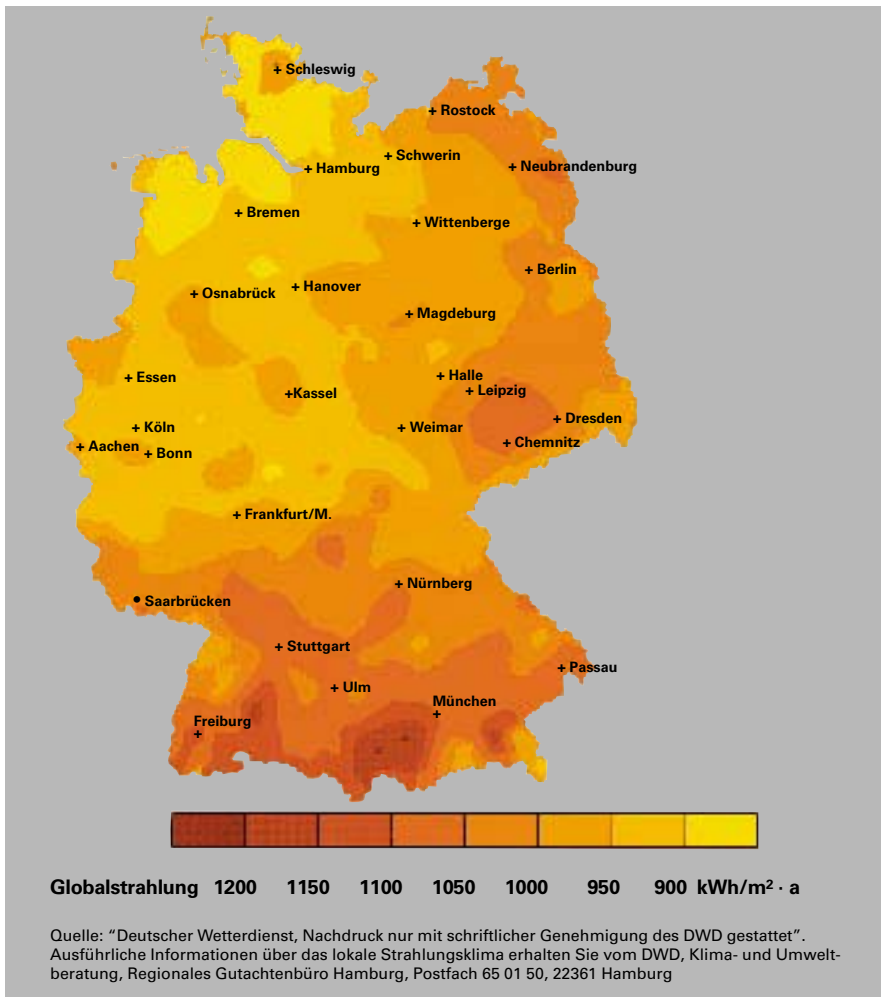 Schleswig
Rostock
Schwerin
Hamburg
Neubrandenburg
Bremen
Wittenberge
Berlin
Hanover
Osnabrück
Magdeburg
Essen
Halle
Leipzig
Kassel
Dresden
Köln
Weimar
Chemnitz
Aachen
Bonn
Frankfurt/M.
Nürnberg
Saarbrücken
Stuttgart
Passau
Ulm
München
Freiburg
Globalstrahlung 1200 1150 1100 1050 1000 950 900 kWh/m² · a
Quelle: “Deutscher Wetterdienst, Nachdruck nur mit schriftlicher Genehmigung des DWD gestattet”.
Ausführliche Informationen über das lokale Strahlungsklima erhalten Sie vom DWD, Klima- und Umwelt-
beratung, Regionales Gutachtenbüro Hamburg, Postfach 65 01 50, 22361 Hamburg